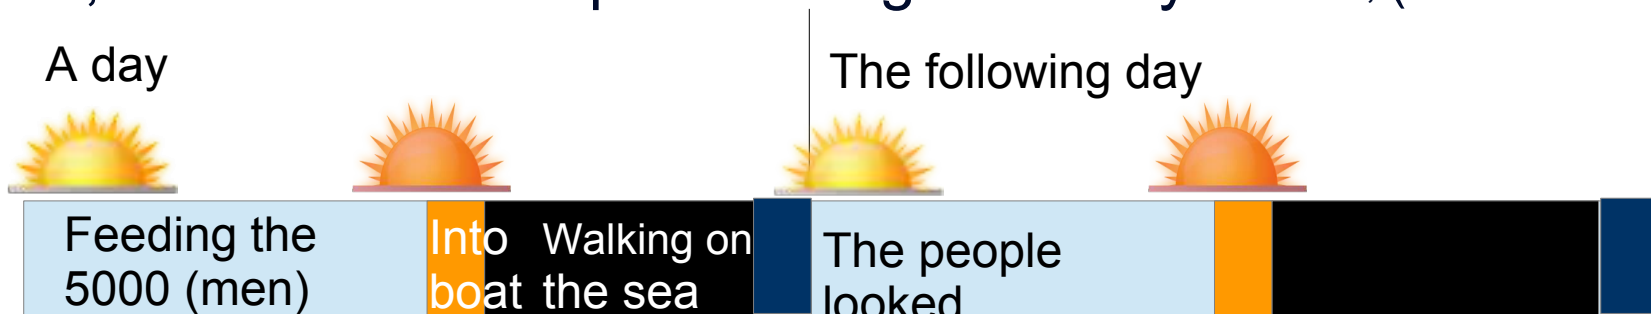 A day
The following day
Feeding the
5000 (men)
Into
boat
Walking on
the sea
The people
looked